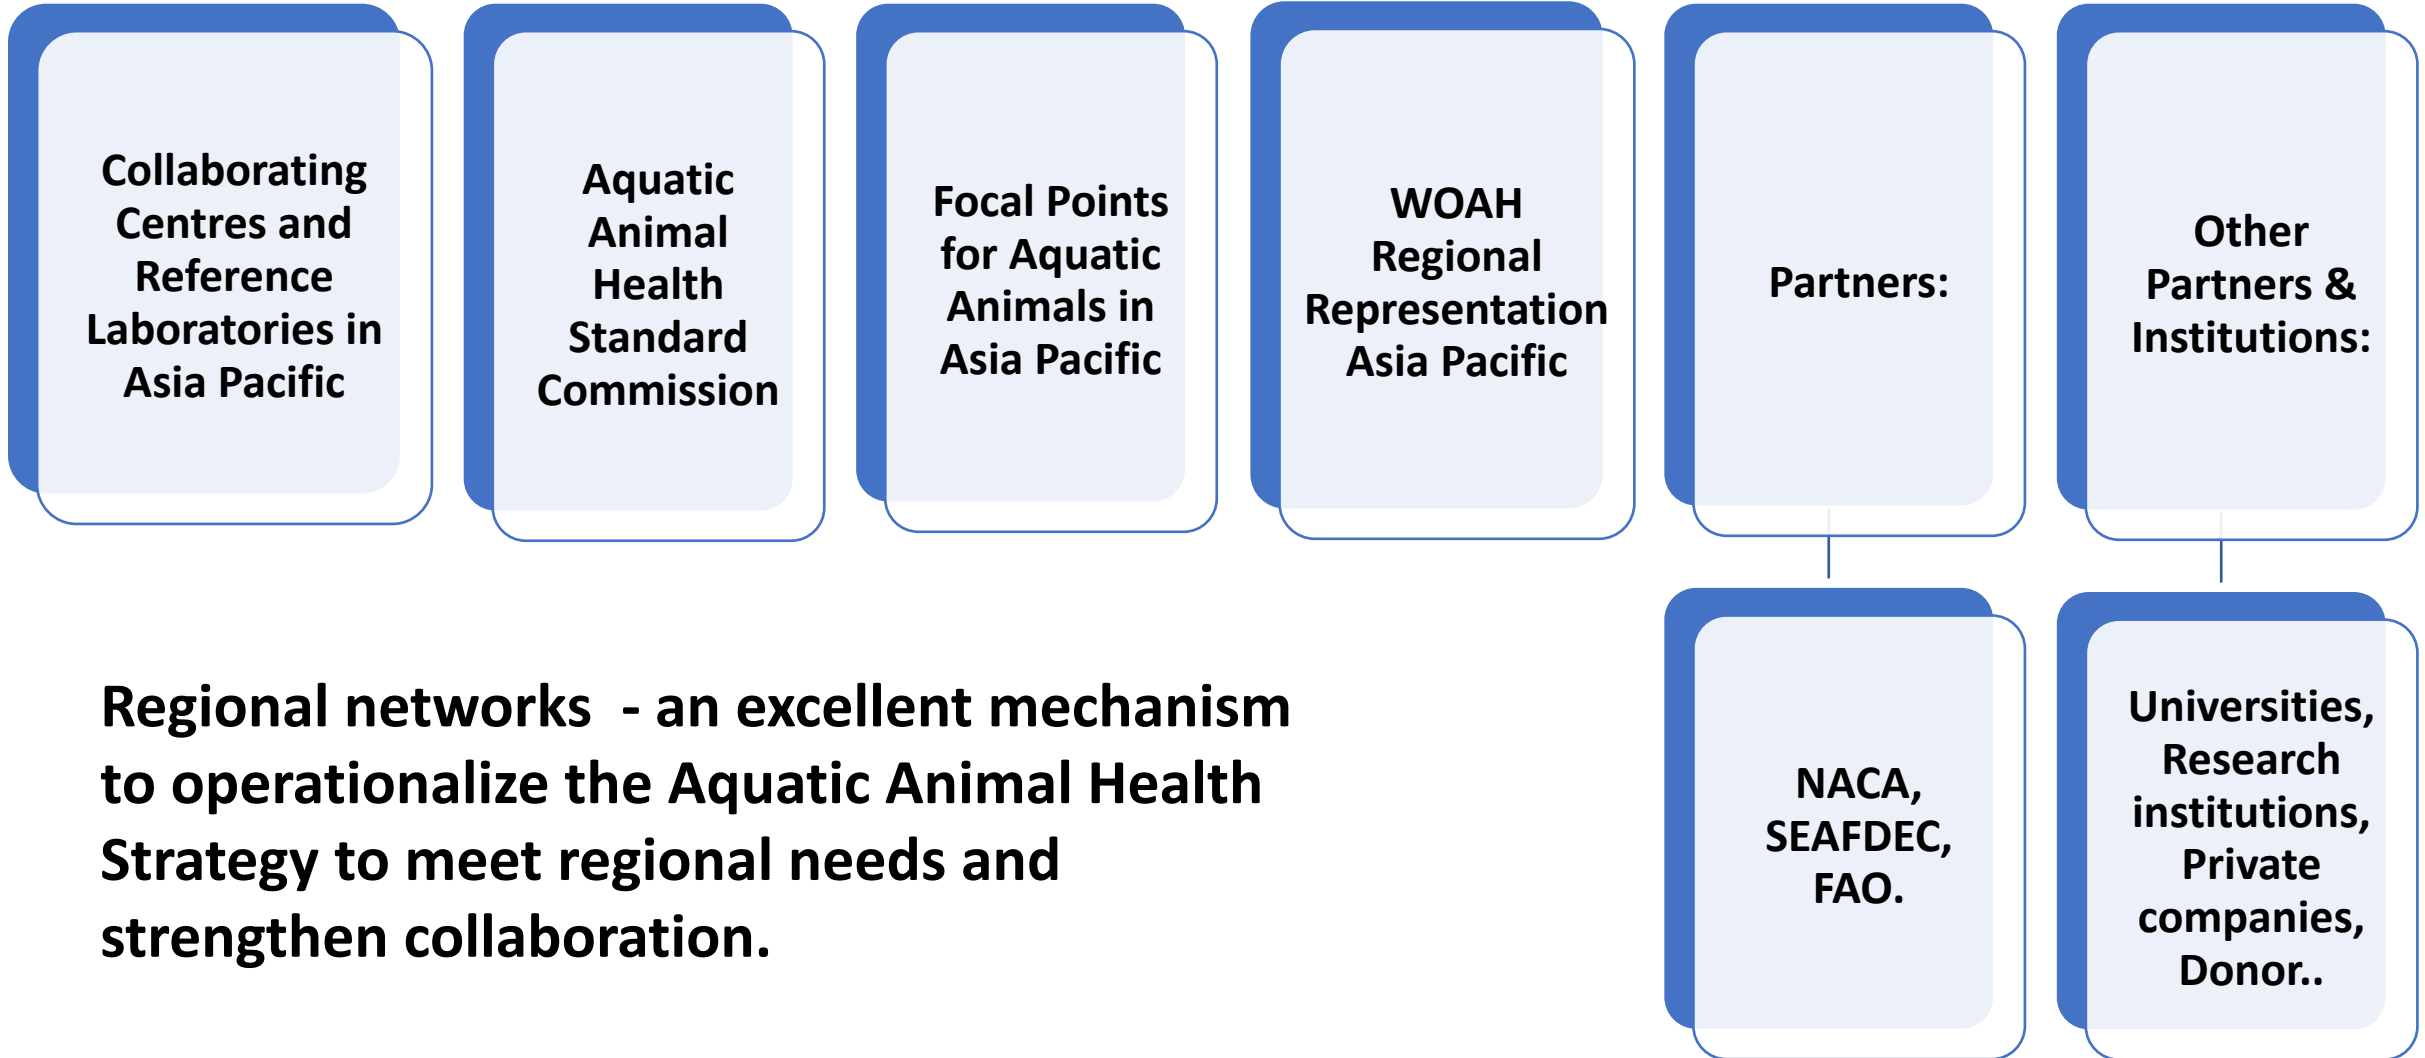 Collaborating
Centres and
Reference
Laboratories in
Asia Pacific
Aquatic
Animal
Health
Standard
Commission
Focal Points
for Aquatic
Animals in
Asia Pacific
WOAH
Regional
Representation
Asia Pacific
Partners:
Other
Partners &
Institutions:
NACA,
SEAFDEC,
FAO.
Universities,
Research
institutions,
Private
companies,
Donor..
Regional networks  - an excellent mechanism
to operationalize the Aquatic Animal Health
Strategy to meet regional needs and
strengthen collaboration.